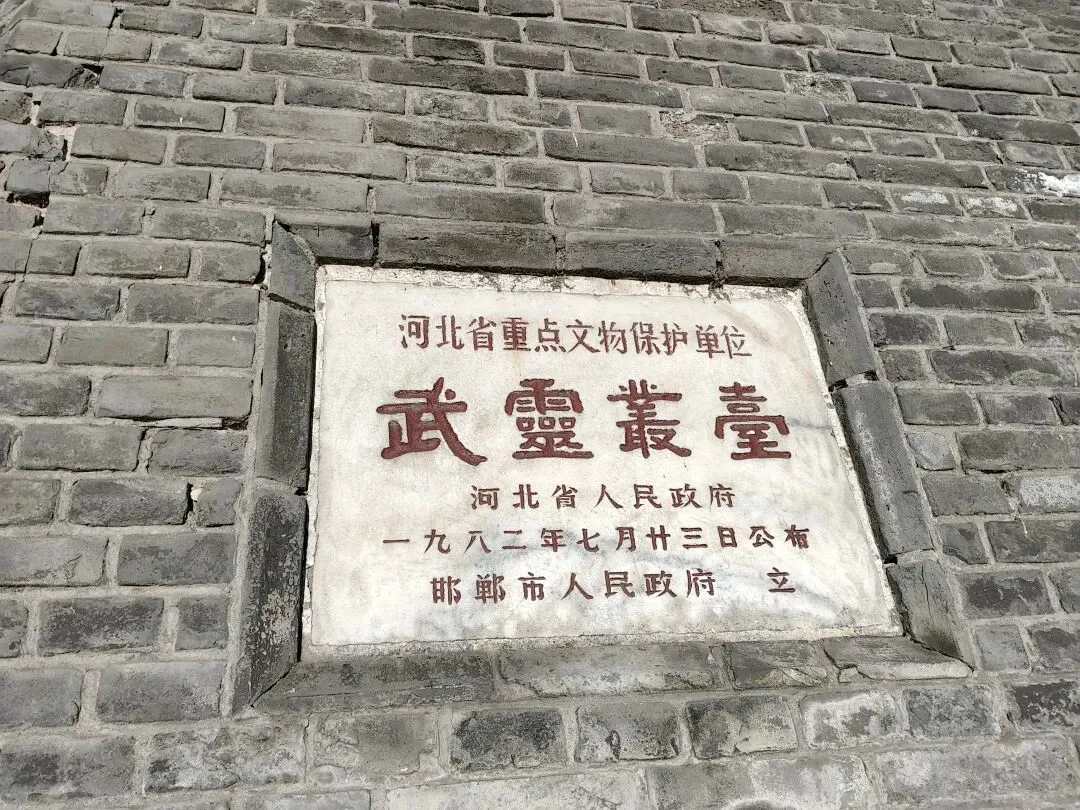 河北省重点文物保护单位
武靈叢臺
河北省人民政府
一九八二年七月廿三日公布
邯郸市人民政府 立